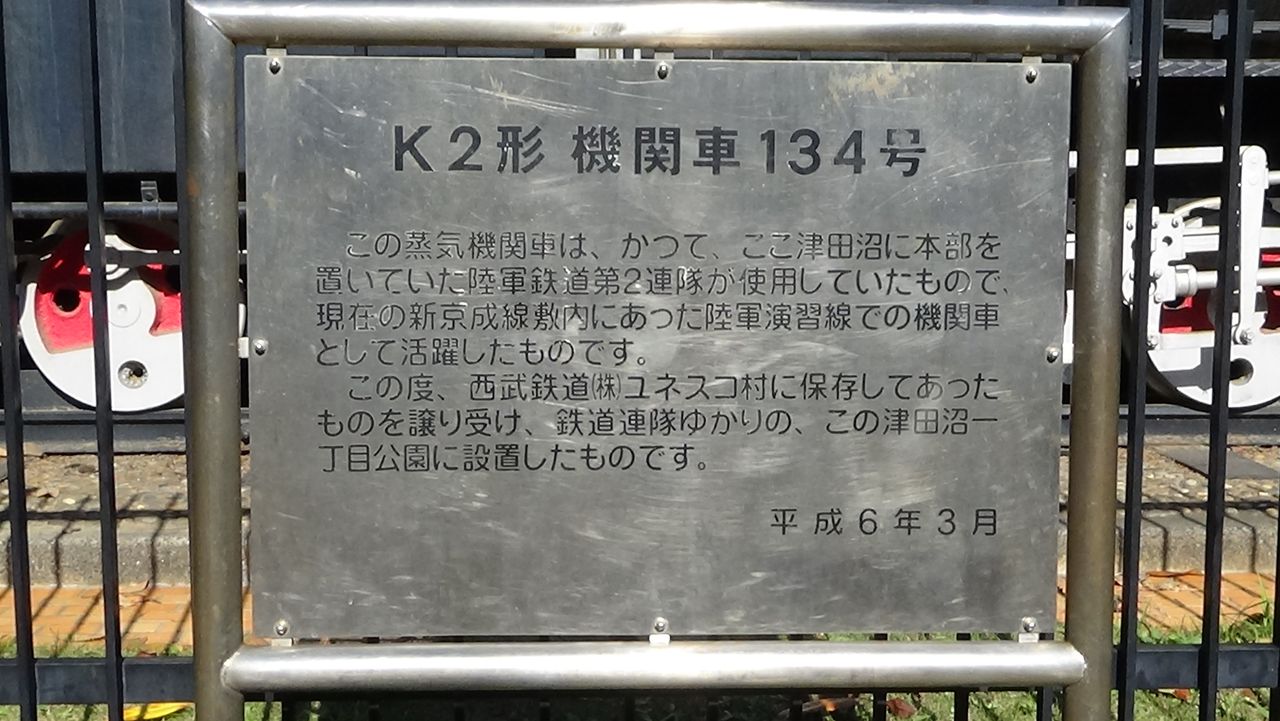 K2形 機関車134号
この蒸気機関車は、かつて、ここ津田沼に本部を
置いていた陸軍鉄道第2連隊が使用していたもので、
現在の新京成線敷内にあった陸軍演習線での機関車
として活躍したものです。
この度、西武鉄道㈱ユネスコ村に保存してあった
ものを譲り受け、鉄道連隊ゆかりの、この津田沼一
丁目公園に設置したものです。
平成6年3月